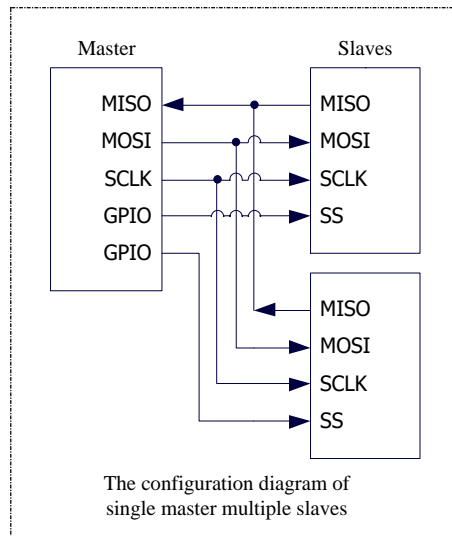 Master
Slaves
MISO
MOSI
SCLK
GPIO
GPIO
MISO
MOSI
SCLK
SS
MISO
MOSI
SCLK
SS
The configuration diagram of
single master multiple slaves